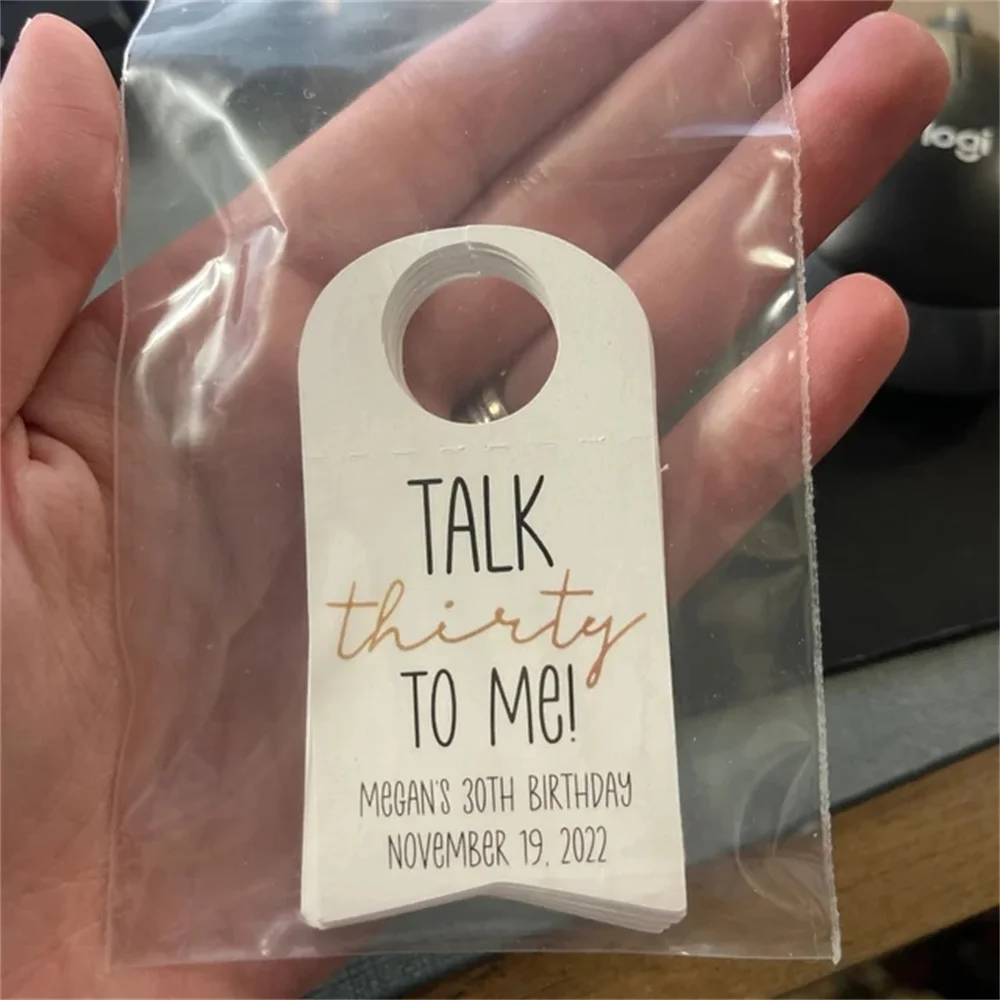 logi
TALK
thirty
TO Me!
MEGAN'S 30TH BIRTHDAY
NOVEMBER 19, 2022